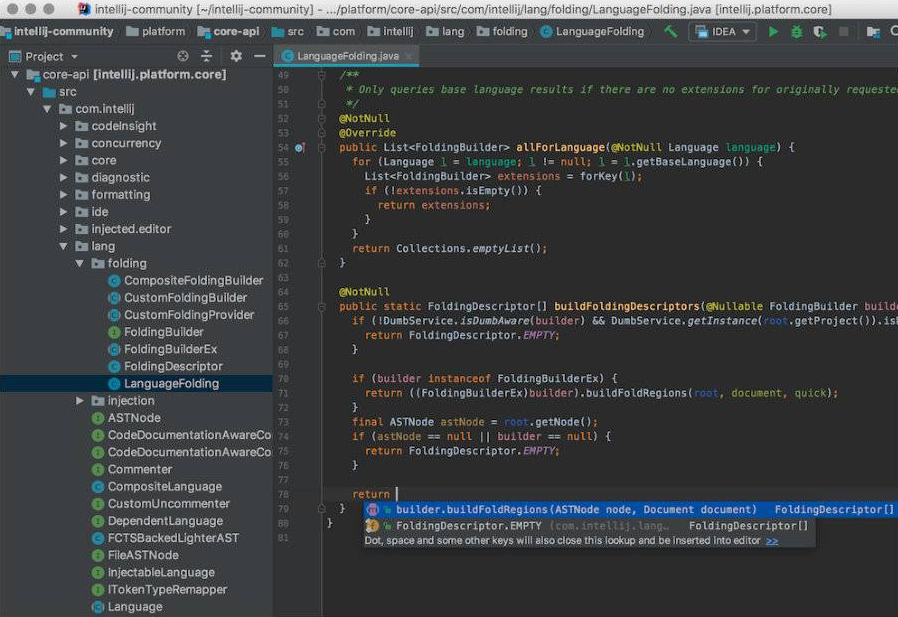 intellij-community [~/intellij-community] - .../platform/core-api/src/com/intellij/lang/folding/LanguageFolding.java [intellij.platform.core]
intellij-community platform core-api src com intellij lang folding LanguageFolding IDEA
Project
LanguageFolding.java
core-api [intellij.platform.core]
src
com.intellij
codeInsight
concurrency
core
diagnostic
formatting
ide
injected.editor
lang
folding
CompositeFoldingBuilder
CustomFoldingBuilder
CustomFoldingProvider
FoldingBuilder
FoldingBuilderEx
FoldingDescriptor
LanguageFolding
injection
ASTNode
CodeDocumentationAwareCo
CodeDocumentationAwareCo
Commenter
CompositeLanguage
CustomUncommenter
DependentLanguage
FCTSBackedLighterAST
FileASTNode
InjectableLanguage
ITokenTypeRemapper
Language
49 /**
50 * Only queries base language results if there are no extensions for originally requested
51 */
52 @NotNull
53 @Override
54 public List<FoldingBuilder> allForLanguage(@NotNull Language language) {
55 for (Language l = language; l != null; l = l.getBaseLanguage()) {
56 List<FoldingBuilder> extensions = forKey(l);
57 if (!extensions.isEmpty()) {
58 return extensions;
59 }
60 }
61 return Collections.emptyList();
62 }
63
64 @NotNull
65 public static FoldingDescriptor[] buildFoldingDescriptors(@Nullable FoldingBuilder builde
66 if (!DumbService.isDumbAware(builder) && DumbService.getInstance(root.getProject()).is
67 return FoldingDescriptor.EMPTY;
68 }
69
70 if (builder instanceof FoldingBuilderEx) {
71 return ((FoldingBuilderEx)builder).buildFoldRegions(root, document, quick);
72 }
73 final ASTNode astNode = root.getNode();
74 if (astNode == null || builder == null) {
75 return FoldingDescriptor.EMPTY;
76 }
77
78 return
79 }
80 }
81
builder.buildFoldRegions(ASTNode node, Document document) FoldingDescriptor[]
FoldingDescriptor.EMPTY (com.intellij.lang... FoldingDescriptor[]
Dot, space and some other keys will also close this lookup and be inserted into editor >>